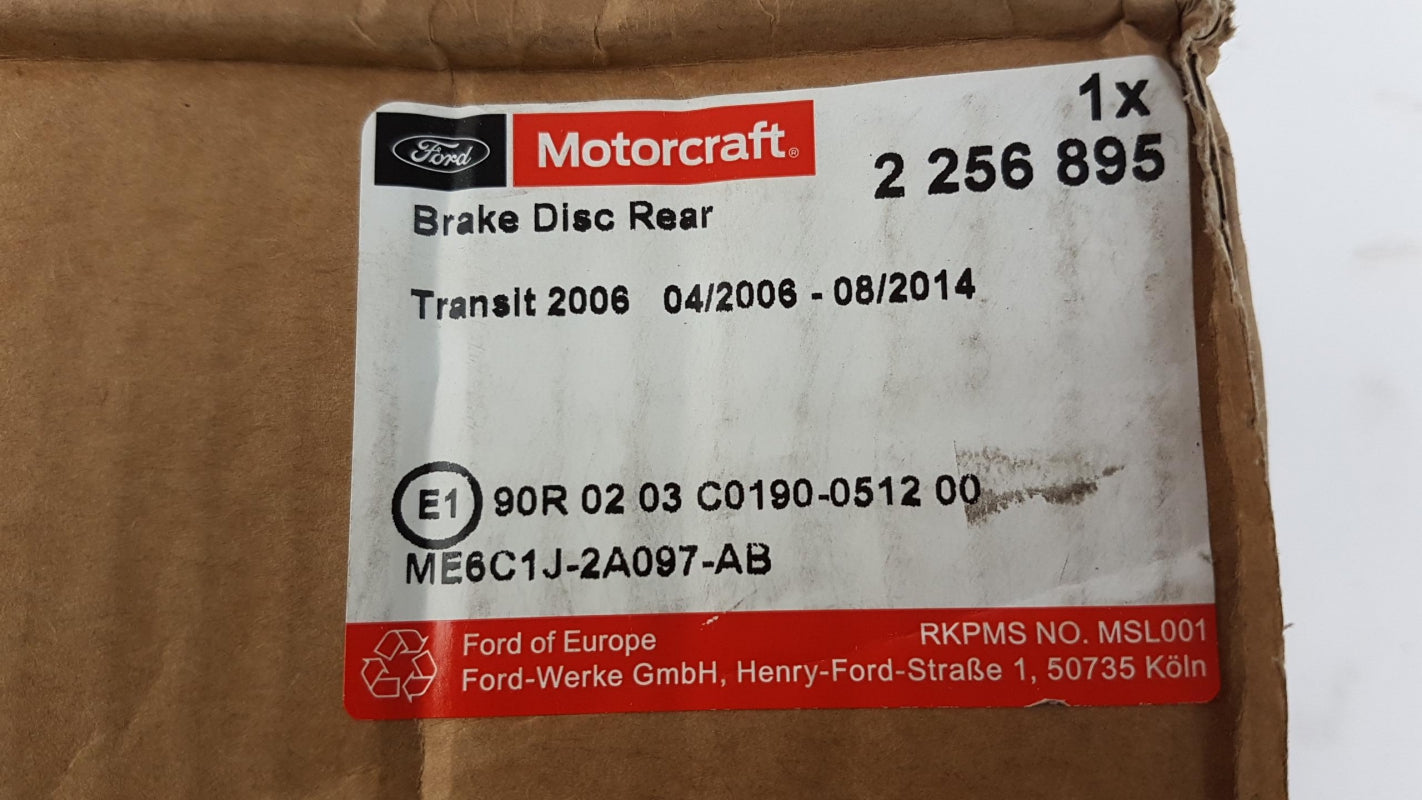 1x
Ford Motorcraft®
2 256 895
Brake Disc Rear
Transit 2006 04/2006 - 08/2014
E1 90R 02 03 C0190-0512 00
ME6C1J-2A097-AB
Ford of Europe
RKPMS NO. MSL001
Ford-Werke GmbH, Henry-Ford-Straße 1, 50735 Köln